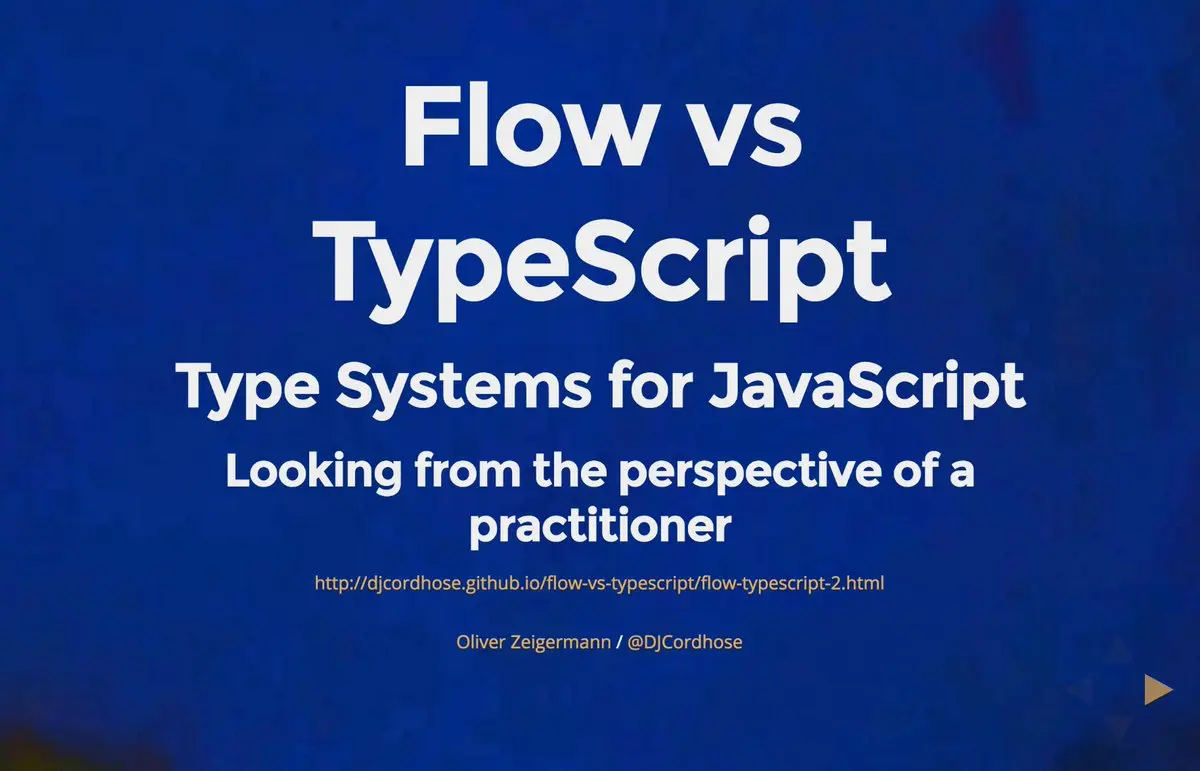 Flow vs
TypeScript
Type Systems for JavaScript
Looking from the perspective of a
practitioner
http://djcordhose.github.io/flow-vs-typescript/flow-typescript-2.html
Oliver Zeigermann / @DJCordhose